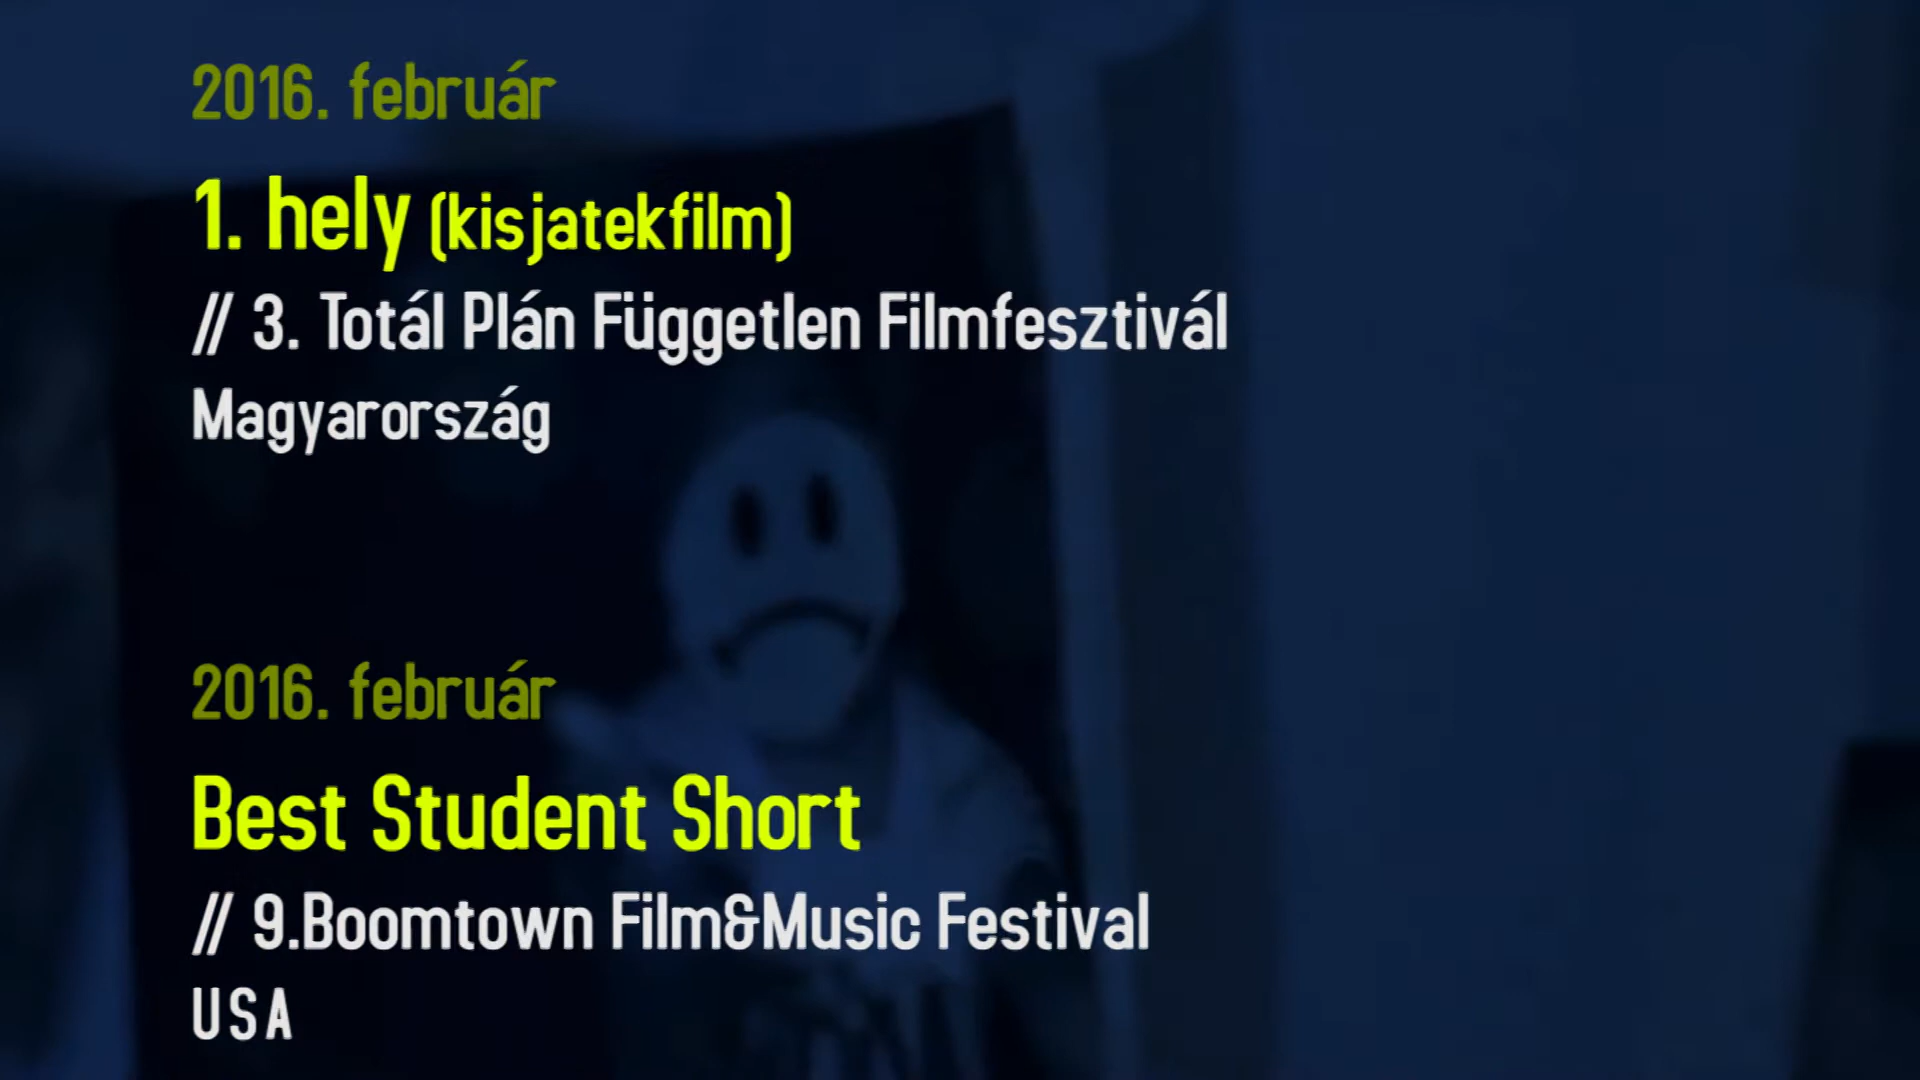 2016. február
1. hely (kisjatekfilm)
// 3. Totál Plán Független Filmfesztivál
Magyarország
2016. február
Best Student Short
// 9.Boomtown Film&Music Festival
USA